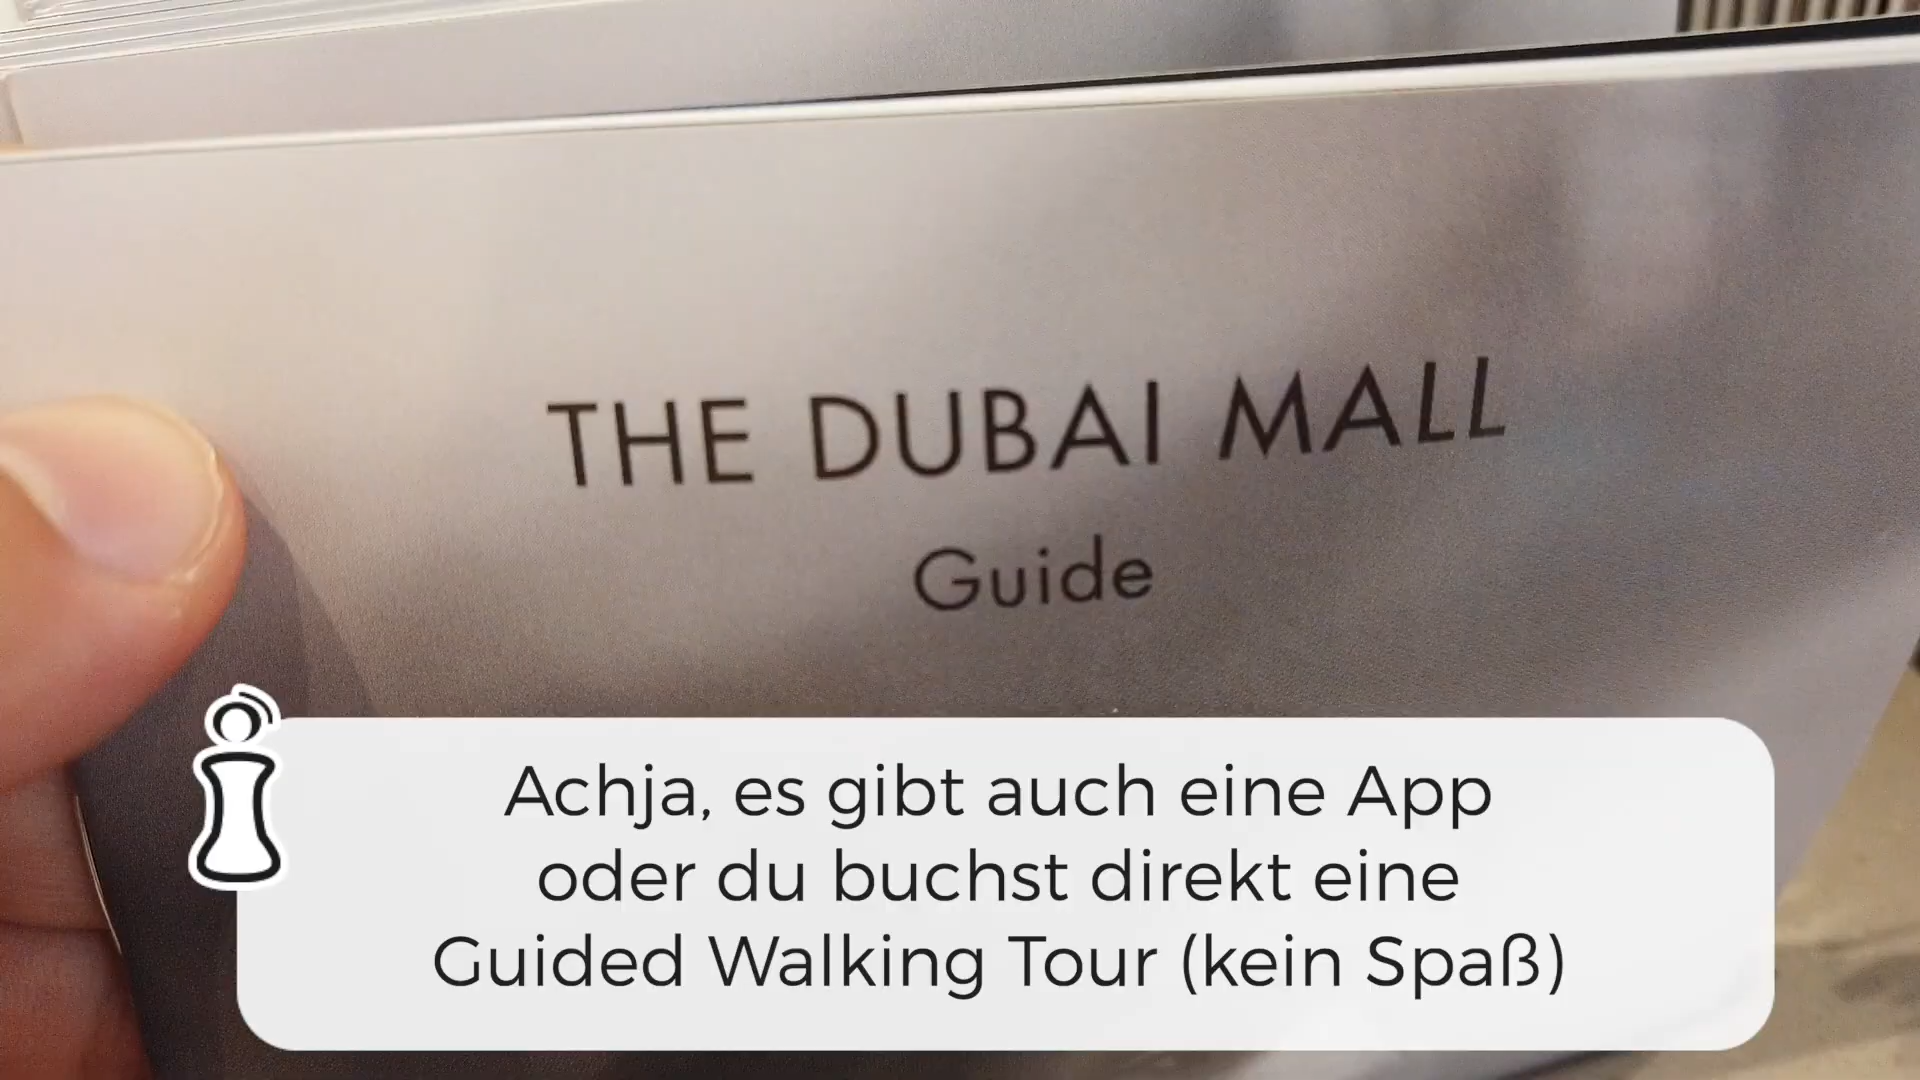 THE DUBAI MALL
Guide
Achja, es gibt auch eine App
oder du buchst direkt eine
Guided Walking Tour (kein Spaß)